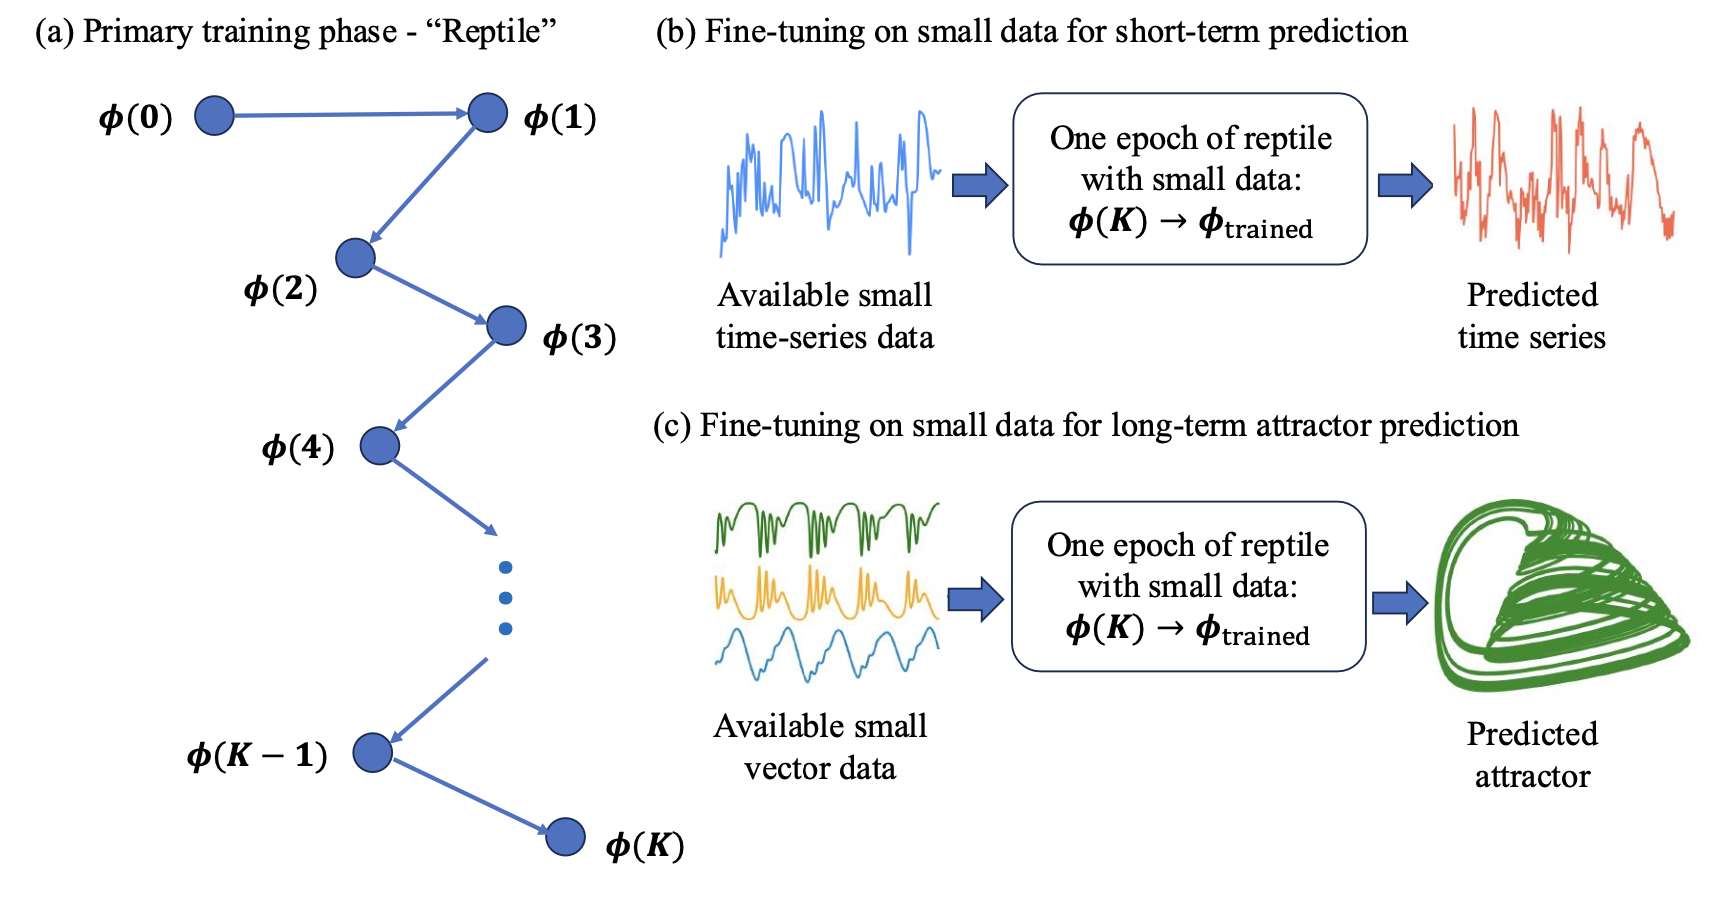 (a) Primary training phase - “Reptile”
ϕ(0)
ϕ(1)
ϕ(2)
ϕ(3)
ϕ(4)
ϕ(K − 1)
ϕ(K)
(b) Fine-tuning on small data for short-term prediction
Available small
time-series data
One epoch of reptile
with small data:
ϕ(K) → ϕtrained
Predicted
time series
(c) Fine-tuning on small data for long-term attractor prediction
Available small
vector data
One epoch of reptile
with small data:
ϕ(K) → ϕtrained
Predicted
attractor